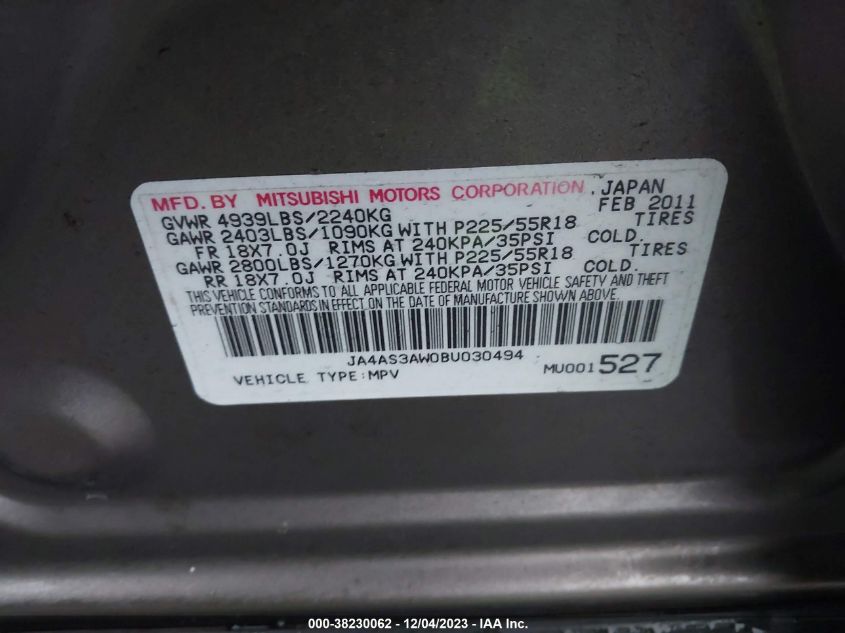 MFD. BY MITSUBISHI MOTORS CORPORATION, JAPAN
GVWR 4939LBS/2240KG FEB 2011
GAWR 2403LBS/1090KG WITH P225/55R18 TIRES
FR 18X7.0J RIMS AT 240KPA/35PSI COLD.
GAWR 2800LBS/1270KG WITH P225/55R18 TIRES
RR 18X7.0J RIMS AT 240KPA/35PSI COLD.
THIS VEHICLE CONFORMS TO ALL APPLICABLE FEDERAL MOTOR VEHICLE SAFETY AND THEFT
PREVENTION STANDARDS IN EFFECT ON THE DATE OF MANUFACTURE SHOWN ABOVE.
JA4AS3AW0BU030494
VEHICLE TYPE:MPV MU001527
000-38230062 - 12/04/2023 - IAA Inc.